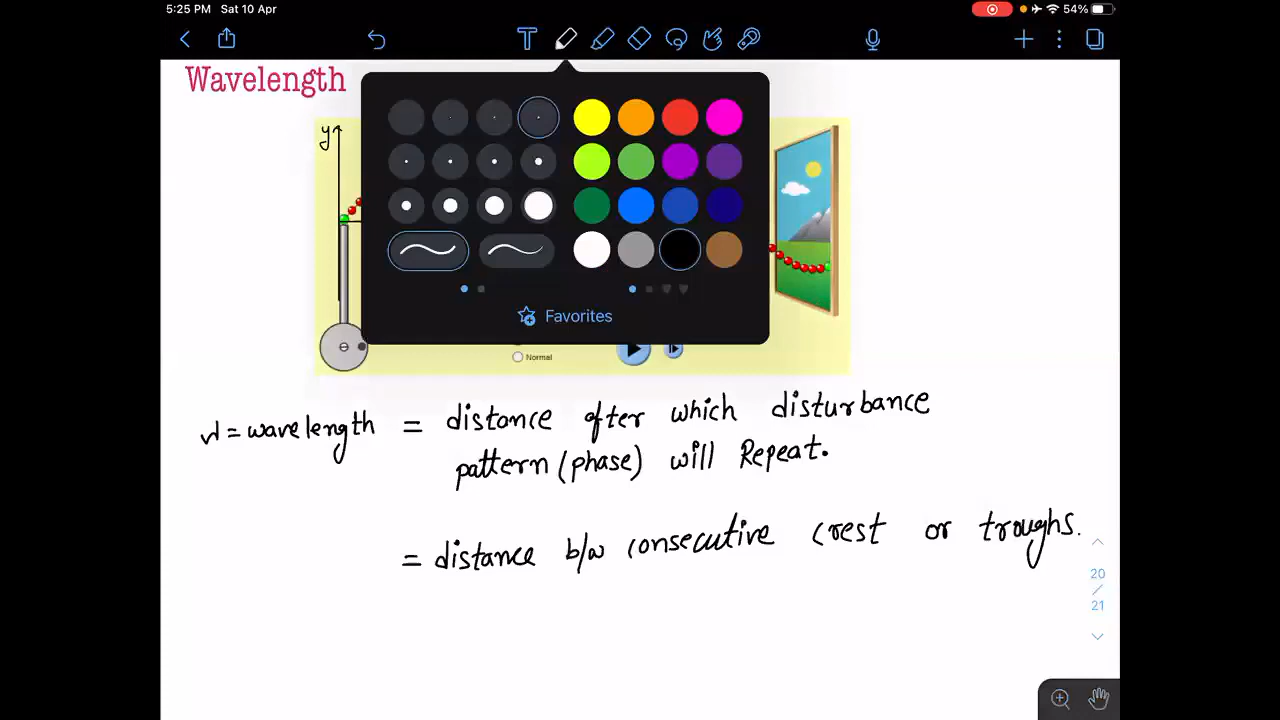 5:25 PM Sat 10 Apr
54%
T
Wavelength
y
Favorites
Normal
λ = wavelength = distance after which disturbance
pattern (phase) will Repeat.
= distance b/w consecutive crest or troughs.
20
/
21